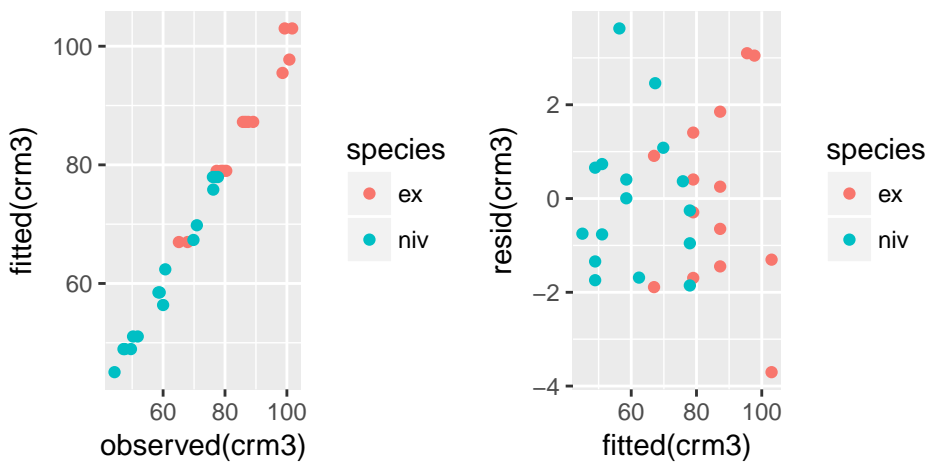 fitted(crm3)
100
80
60
60 80 100
observed(crm3)
species
ex
niv
resid(crm3)
2
0
−2
−4
60 80 100
fitted(crm3)
species
ex
niv